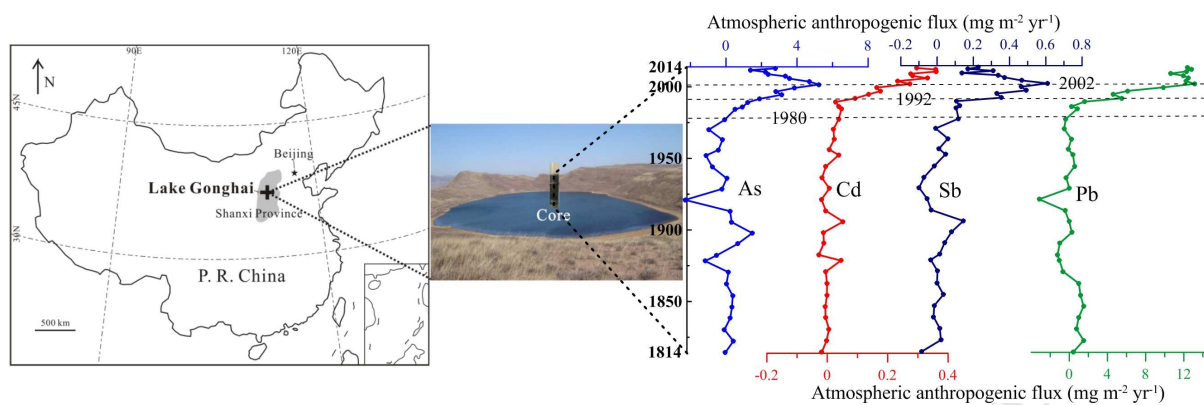 90E
120E
N
45N
Beijing
Lake Gonghai
Shanxi Province
30N
P. R. China
500 km
Core
Atmospheric anthropogenic flux (mg m-2 yr-1)
0 4 8
-0.2 0 0.2 0.4 0.6 0.8
2014
2000
2002
1992
1980
1950
As Cd Sb Pb
1900
1850
1814
-0.2 0 0.2 0.4
0 4 8 12
Atmospheric anthropogenic flux (mg m-2 yr-1)